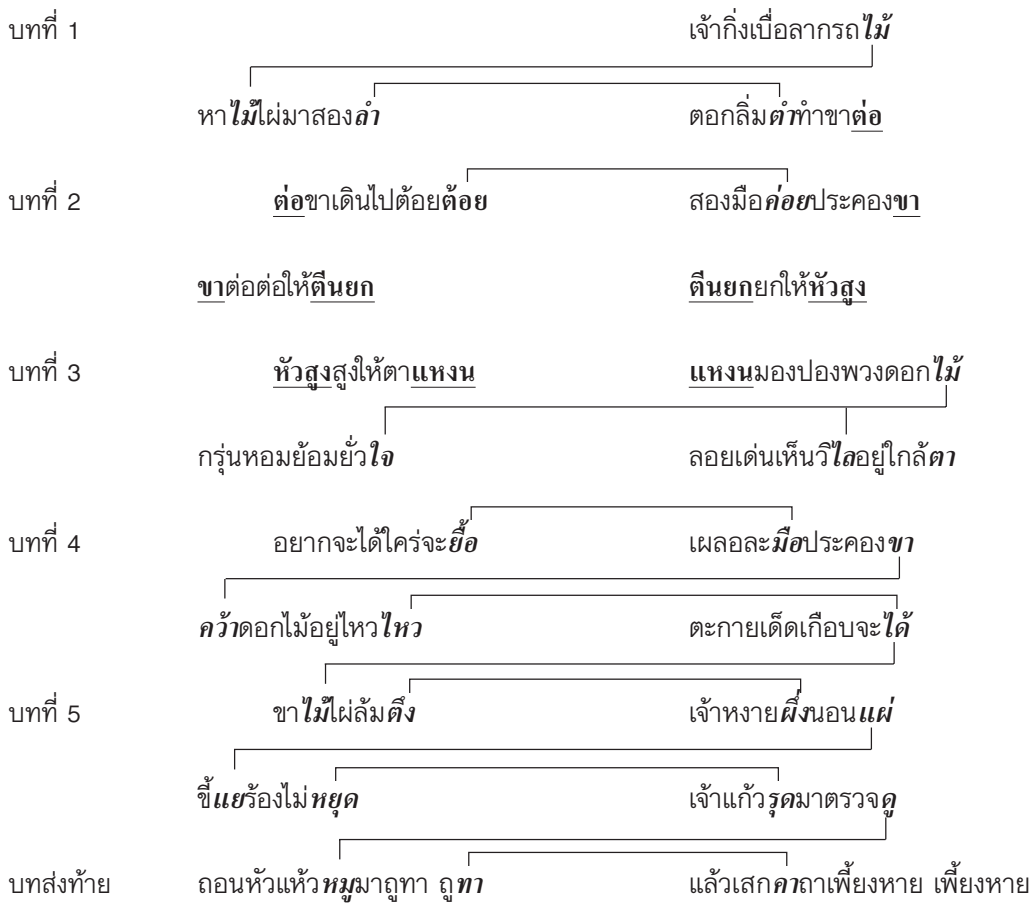 บทที่ 1 เจ้ากิ่งเบื่อลากรถไม้
หาไม้ไผ่มาสองลำ ตอกลิ่มตำทำขาต่อ
บทที่ 2 ต่อขาเดินไปต้อยต้อย สองมือค่อยประคองขา
ขาต่อต่อให้ตีนยก ตีนยกยกให้หัวสูง
บทที่ 3 หัวสูงสูงให้ตาแหงน แหงนมองปองพวงดอกไม้
กรุ่นหอมย้อมยั่วใจ ลอยเด่นเห็นวิไลอยู่ใกล้ตา
บทที่ 4 อยากจะได้ใคร่จะยื้อ เผลอละมือประคองขา
คว้าดอกไม้อยู่ไหวไหว ตะกายเด็ดเกือบจะได้
บทที่ 5 ขาไม้ไผ่ล้มตึง เจ้าหงายผึ่งนอนแผ่
ขี้แยร้องไม่หยุด เจ้าแก้วรุดมาตรวจดู
บทส่งท้าย ถอนหัวแห้วหมูมาถูทา ถูทา แล้วเสกคาถาเพี้ยงหาย เพี้ยงหาย